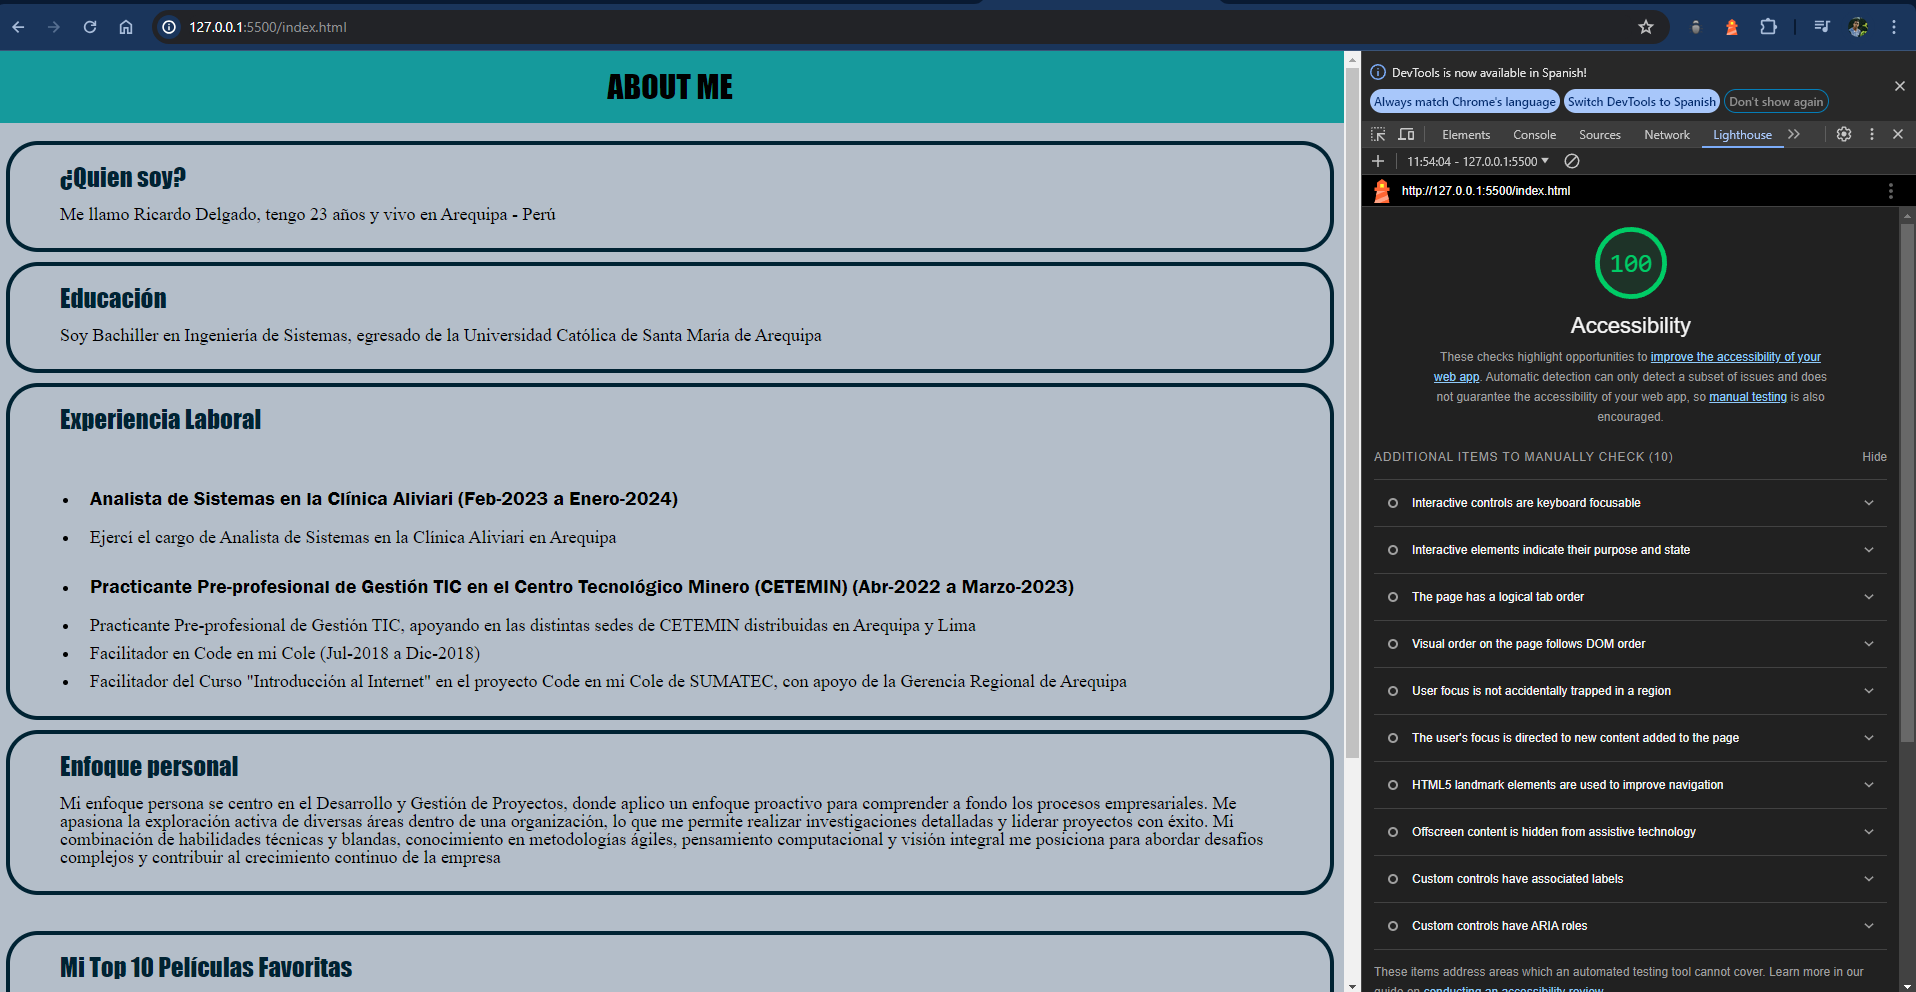 127.0.0.1:5500/index.html
ABOUT ME
¿Quien soy?
Me llamo Ricardo Delgado, tengo 23 años y vivo en Arequipa - Perú
Educación
Soy Bachiller en Ingeniería de Sistemas, egresado de la Universidad Católica de Santa María de Arequipa
Experiencia Laboral
• Analista de Sistemas en la Clínica Aliviari (Feb-2023 a Enero-2024)
• Ejercí el cargo de Analista de Sistemas en la Clínica Aliviari en Arequipa
• Practicante Pre-profesional de Gestión TIC en el Centro Tecnológico Minero (CETEMIN) (Abr-2022 a Marzo-2023)
• Practicante Pre-profesional de Gestión TIC, apoyando en las distintas sedes de CETEMIN distribuidas en Arequipa y Lima
• Facilitador en Code en mi Cole (Jul-2018 a Dic-2018)
• Facilitador del Curso "Introducción al Internet" en el proyecto Code en mi Cole de SUMATEC, con apoyo de la Gerencia Regional de Arequipa
Enfoque personal
Mi enfoque persona se centro en el Desarrollo y Gestión de Proyectos, donde aplico un enfoque proactivo para comprender a fondo los procesos empresariales. Me
apasiona la exploración activa de diversas áreas dentro de una organización, lo que me permite realizar investigaciones detalladas y liderar proyectos con éxito. Mi
combinación de habilidades técnicas y blandas, conocimiento en metodologías ágiles, pensamiento computacional y visión integral me posiciona para abordar desafíos
complejos y contribuir al crecimiento continuo de la empresa
Mi Top 10 Películas Favoritas
DevTools is now available in Spanish!
Always match Chrome's language Switch DevTools to Spanish Don't show again
Elements Console Sources Network Lighthouse
11:54:04 - 127.0.0.1:5500
http://127.0.0.1:5500/index.html
100
Accessibility
These checks highlight opportunities to improve the accessibility of your
web app. Automatic detection can only detect a subset of issues and does
not guarantee the accessibility of your web app, so manual testing is also
encouraged.
ADDITIONAL ITEMS TO MANUALLY CHECK (10) Hide
Interactive controls are keyboard focusable
Interactive elements indicate their purpose and state
The page has a logical tab order
Visual order on the page follows DOM order
User focus is not accidentally trapped in a region
The user's focus is directed to new content added to the page
HTML5 landmark elements are used to improve navigation
Offscreen content is hidden from assistive technology
Custom controls have associated labels
Custom controls have ARIA roles
These items address areas which an automated testing tool cannot cover. Learn more in our
guide on conducting an accessibility review